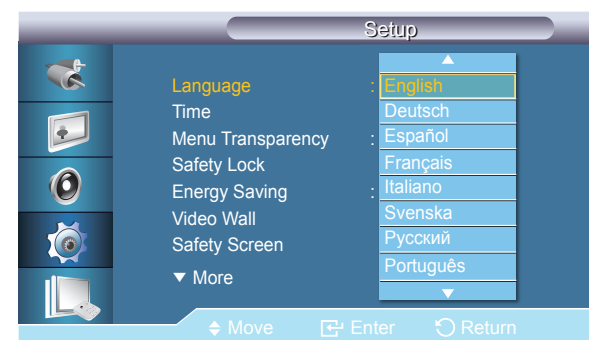 Setup
Language : English
Time Deutsch
Menu Transparency : Español
Safety Lock Français
Energy Saving : Italiano
Video Wall Svenska
Safety Screen Русский
▼ More Português
Move Enter Return